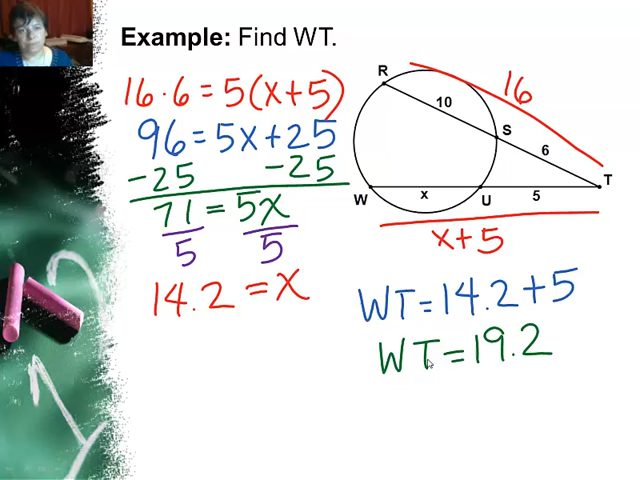 Example: Find WT.
16 · 6 = 5(x+5)
96 = 5x + 25
-25 -25
71 = 5x
5 5
14.2 = x
R
10
16
S
6
T
W
x
U
5
x+5
WT = 14.2 + 5
WT = 19.2